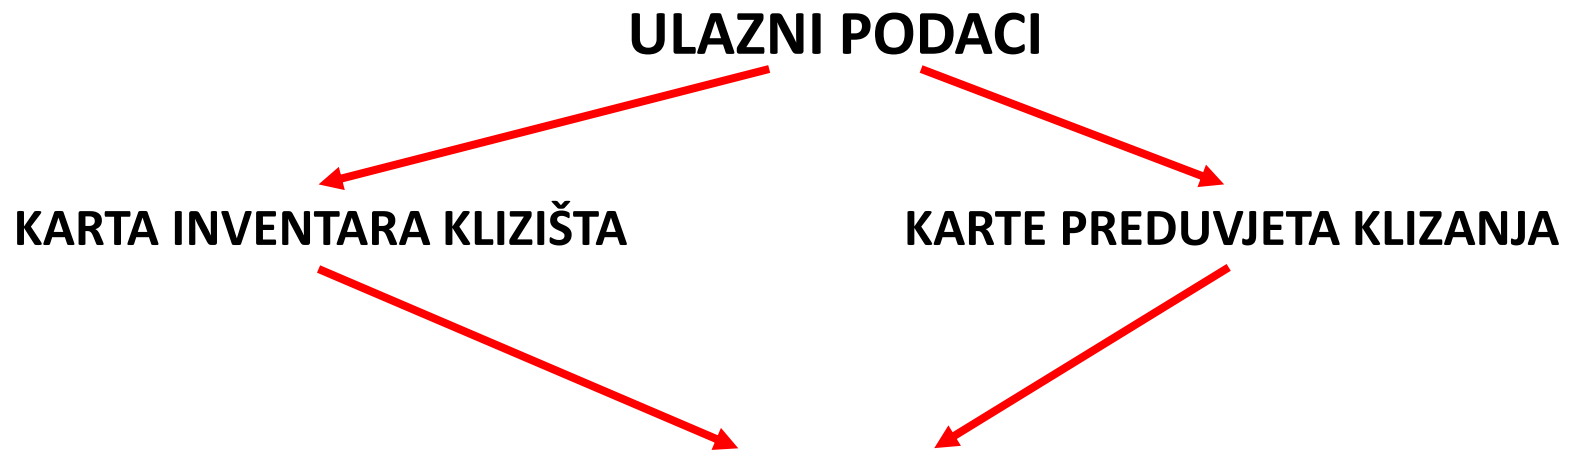 ULAZNI PODACI
KARTA INVENTARA KLIZIŠTA
KARTE PREDUVJETA KLIZANJA